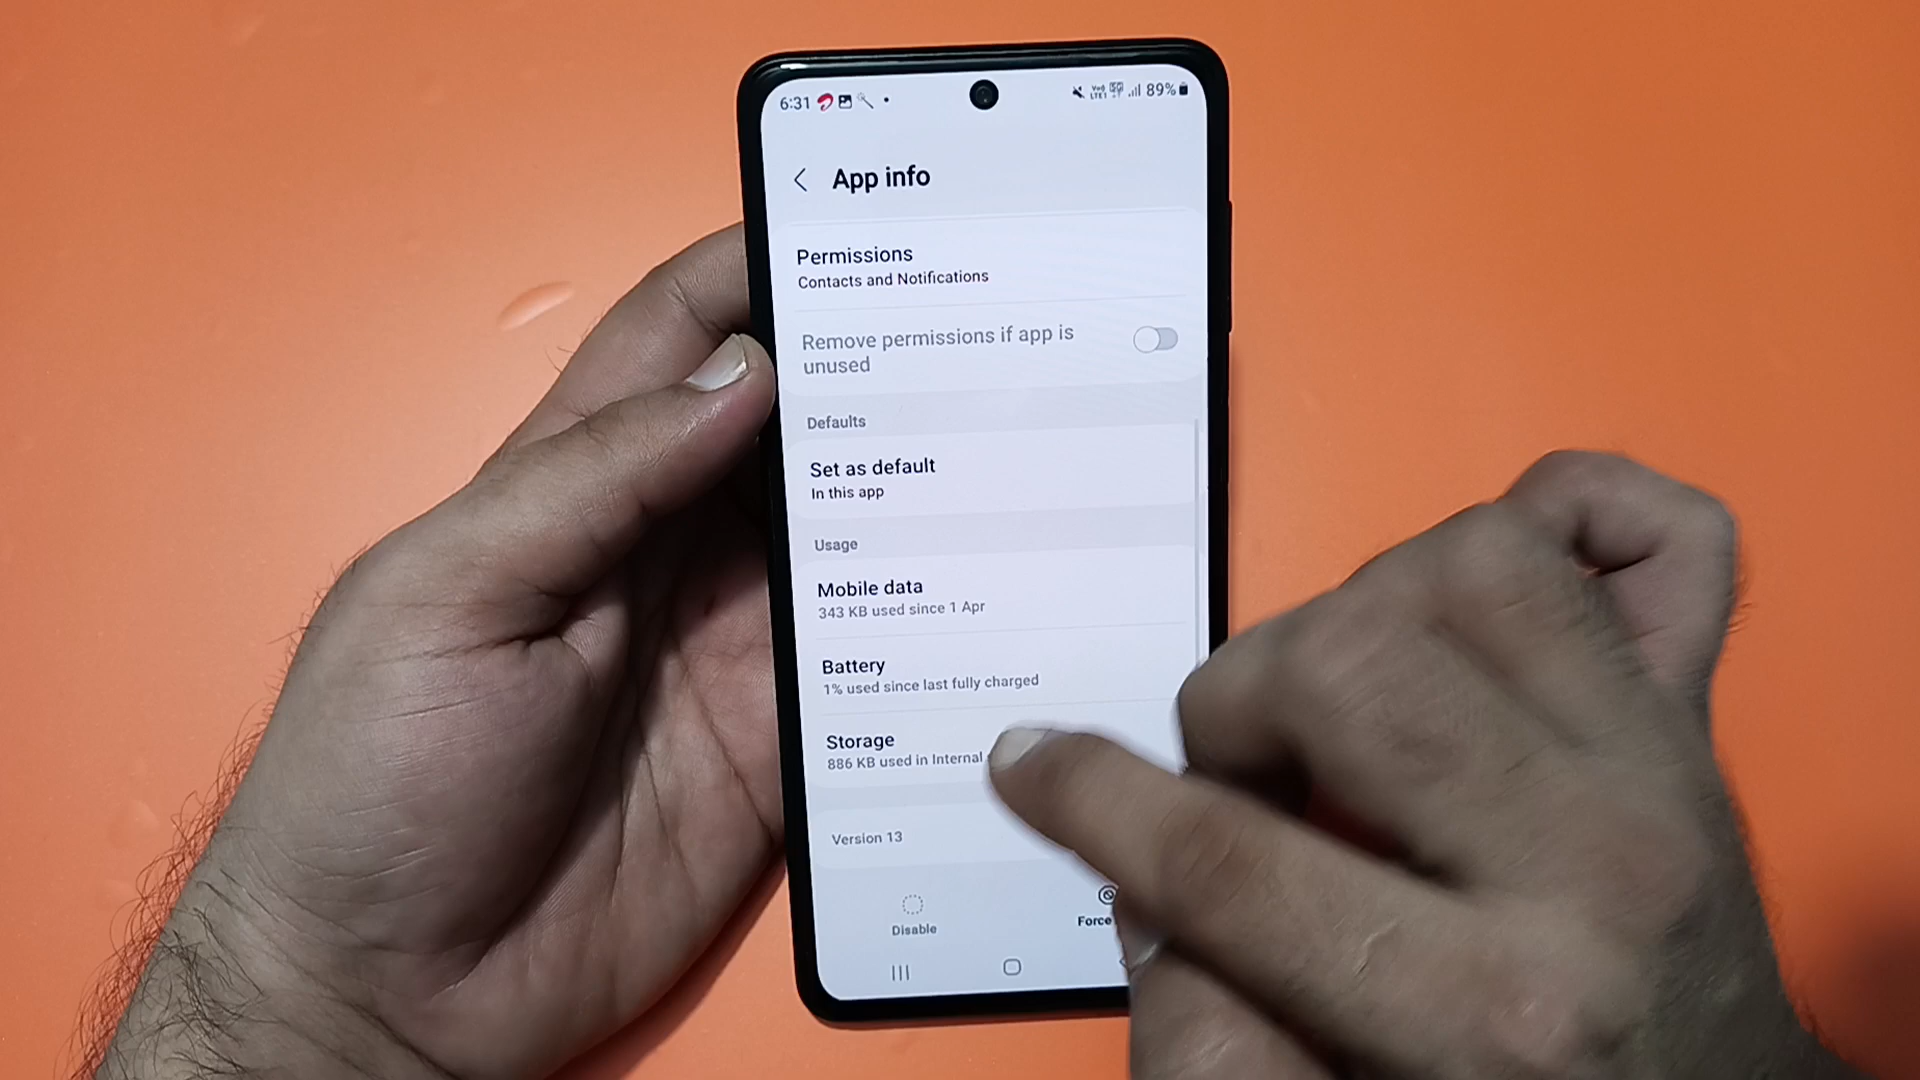 6:31 89%
App info
Permissions
Contacts and Notifications
Remove permissions if app is
unused
Defaults
Set as default
In this app
Usage
Mobile data
343 KB used since 1 Apr
Battery
1% used since last fully charged
Storage
886 KB used in Internal
Version 13
Disable
Force